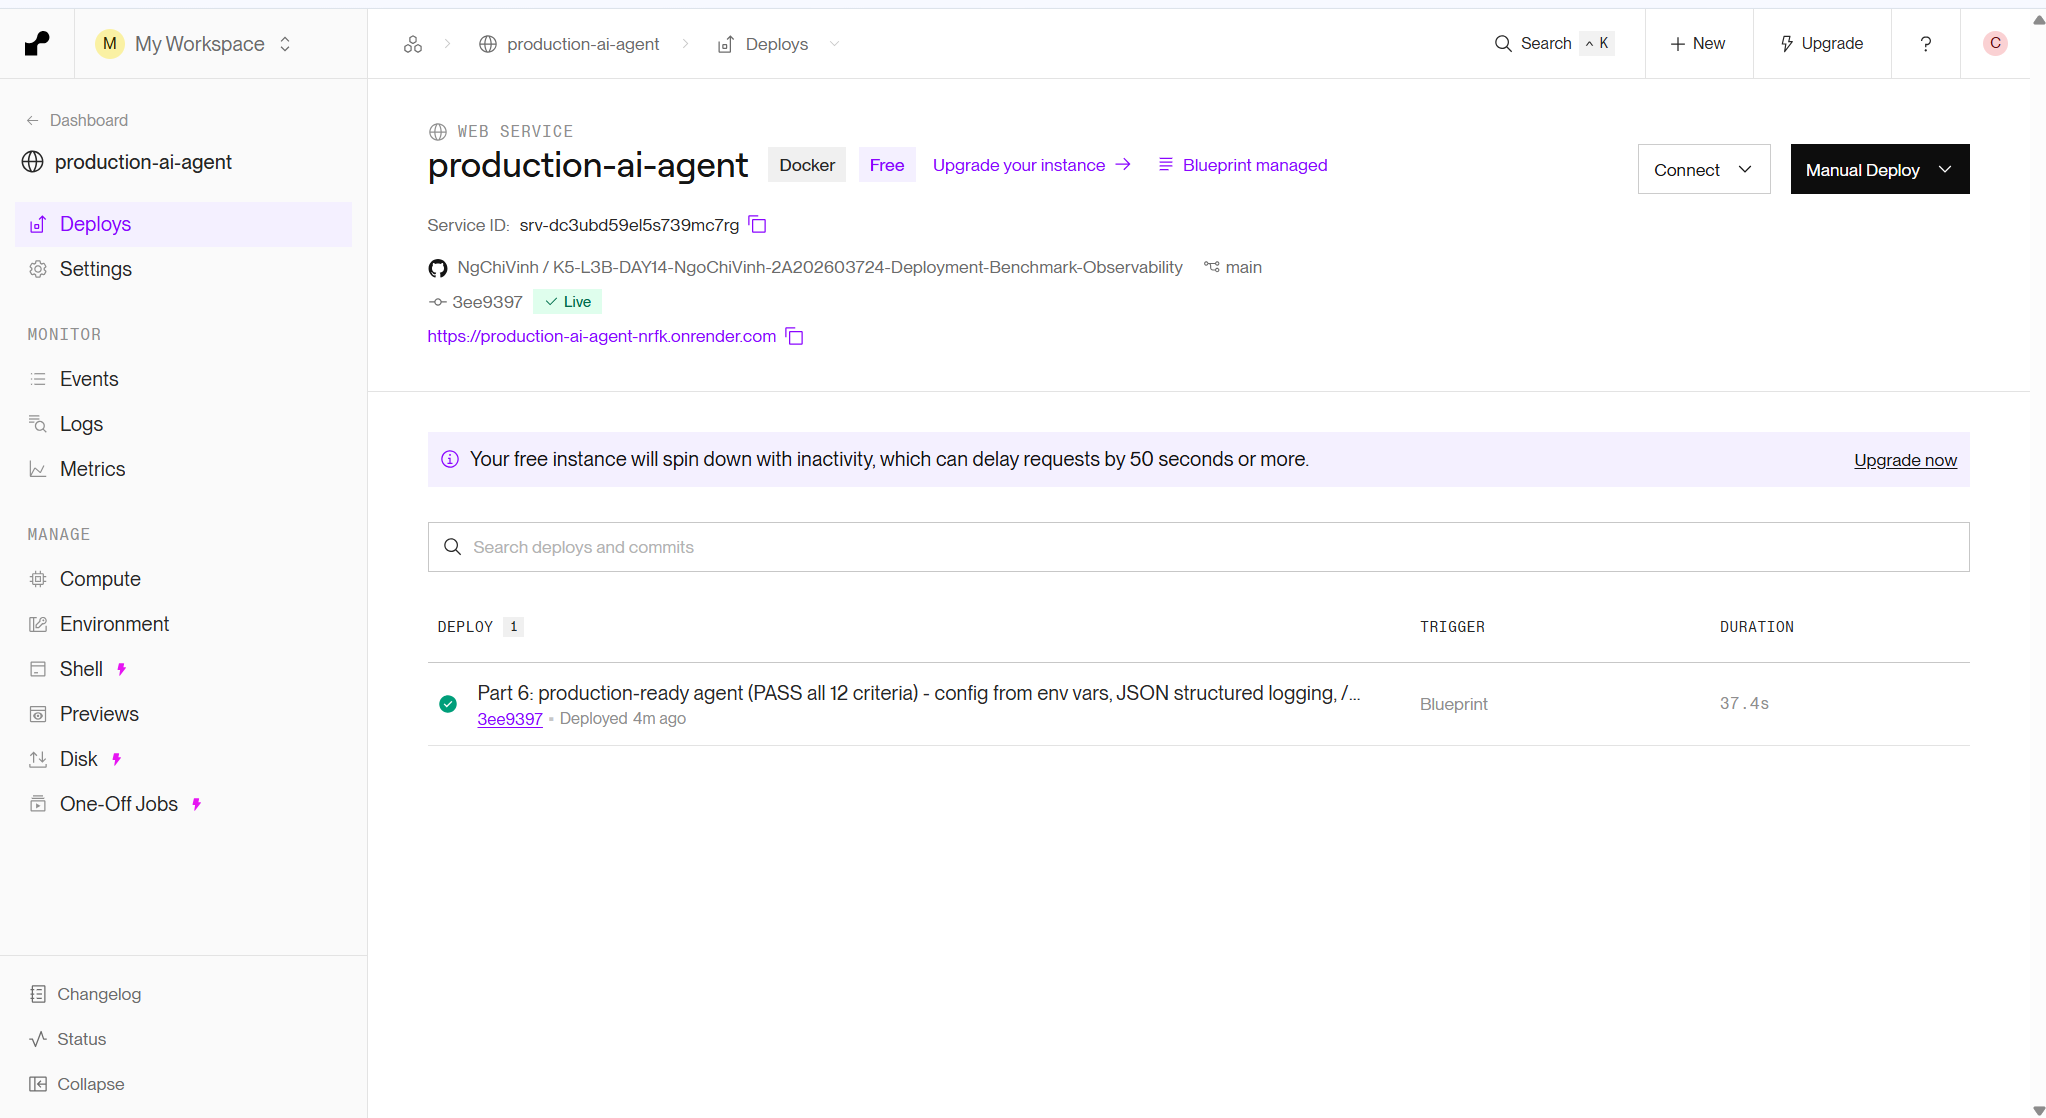 M My Workspace
production-ai-agent
Deploys
Search ^ K
+ New
Upgrade
?
C
Dashboard
production-ai-agent
Deploys
Settings
MONITOR
Events
Logs
Metrics
MANAGE
Compute
Environment
Shell
Previews
Disk
One-Off Jobs
Changelog
Status
Collapse
WEB SERVICE
production-ai-agent Docker Free Upgrade your instance → Blueprint managed
Connect
Manual Deploy
Service ID: srv-dc3ubd59el5s739mc7rg
NgChiVinh / K5-L3B-DAY14-NgoChiVinh-2A202603724-Deployment-Benchmark-Observability main
3ee9397 Live
https://production-ai-agent-nrfk.onrender.com
Your free instance will spin down with inactivity, which can delay requests by 50 seconds or more.
Upgrade now
Search deploys and commits
DEPLOY 1 TRIGGER DURATION
Part 6: production-ready agent (PASS all 12 criteria) - config from env vars, JSON structured logging, /...
3ee9397 • Deployed 4m ago
Blueprint
37.4s